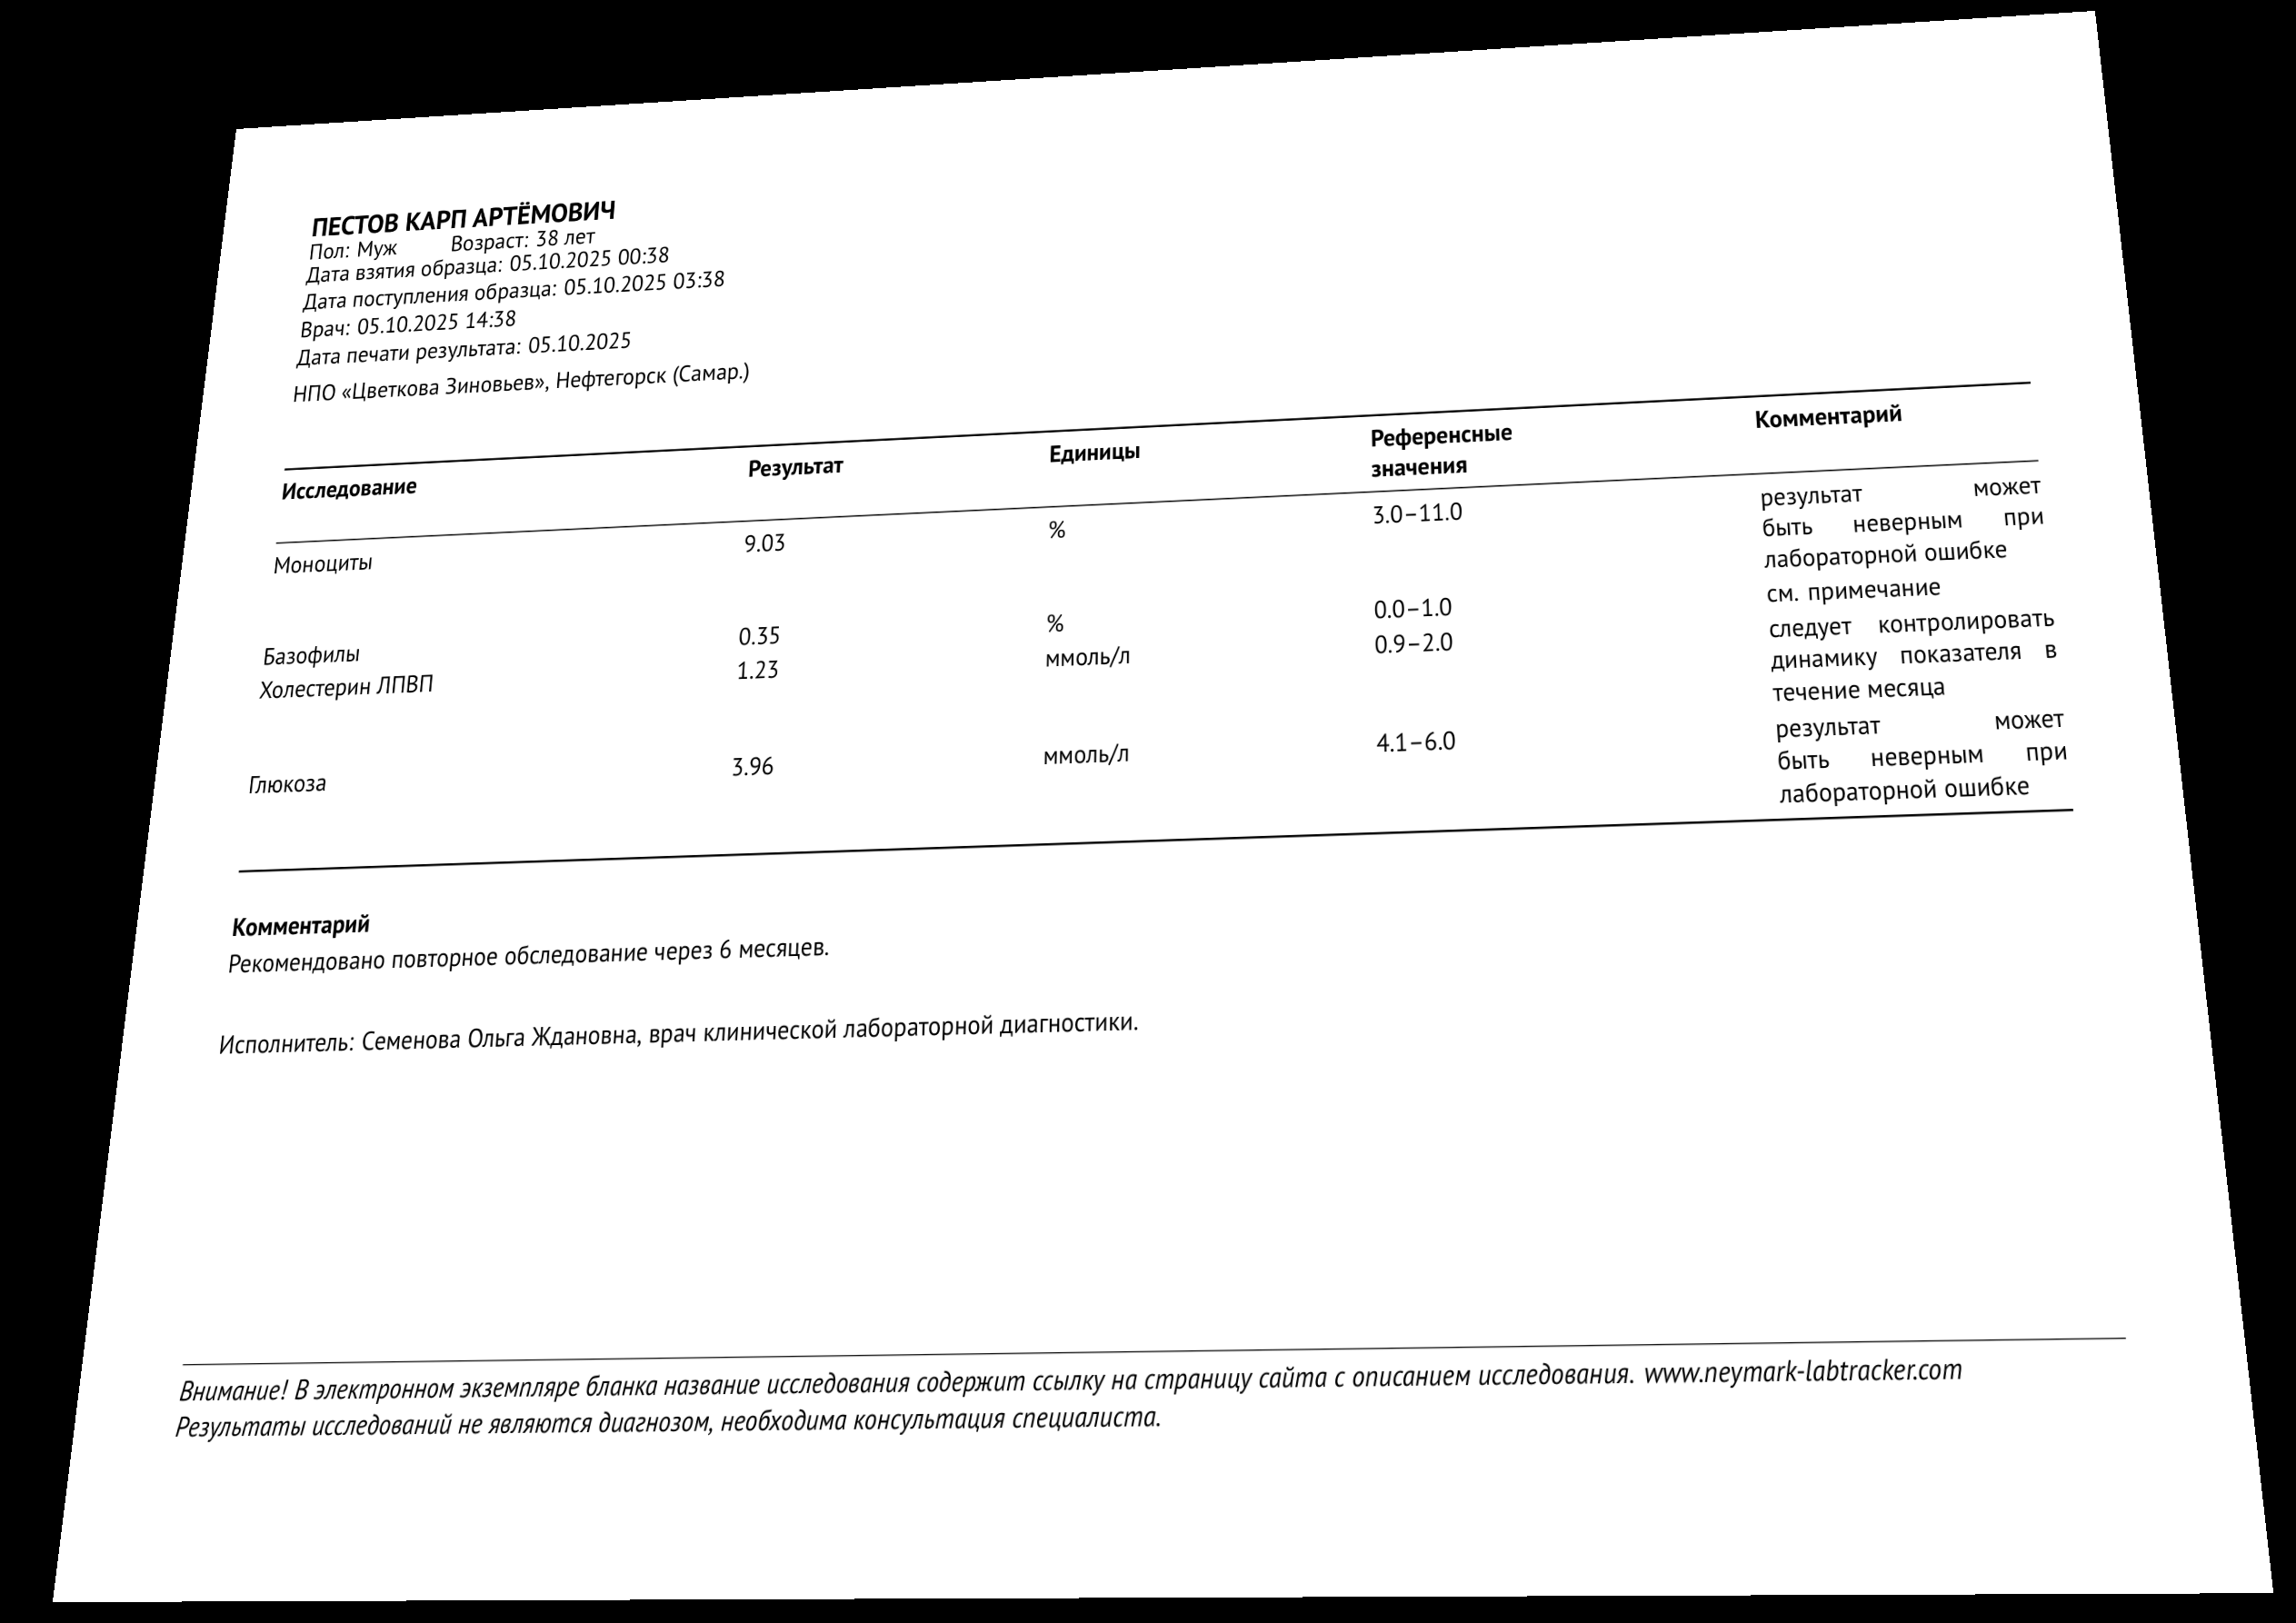 ПЕСТОВ КАРП АРТЁМОВИЧ
Пол: Муж Возраст: 38 лет
Дата взятия образца: 05.10.2025 00:38
Дата поступления образца: 05.10.2025 03:38
Врач: 05.10.2025 14:38
Дата печати результата: 05.10.2025
НПО «Цветкова Зиновьев», Нефтегорск (Самар.)
Исследование Результат Единицы Референсные значения Комментарий
Моноциты 9.03 % 3.0–11.0 результат может
быть неверным при
лабораторной ошибке
Базофилы 0.35 % 0.0–1.0 см. примечание
Холестерин ЛПВП 1.23 ммоль/л 0.9–2.0 следует контролировать
динамику показателя в
течение месяца
Глюкоза 3.96 ммоль/л 4.1–6.0 результат может
быть неверным при
лабораторной ошибке
Комментарий
Рекомендовано повторное обследование через 6 месяцев.
Исполнитель: Семенова Ольга Ждановна, врач клинической лабораторной диагностики.
Внимание! В электронном экземпляре бланка название исследования содержит ссылку на страницу сайта с описанием исследования. www.neymark-labtracker.com
Результаты исследований не являются диагнозом, необходима консультация специалиста.